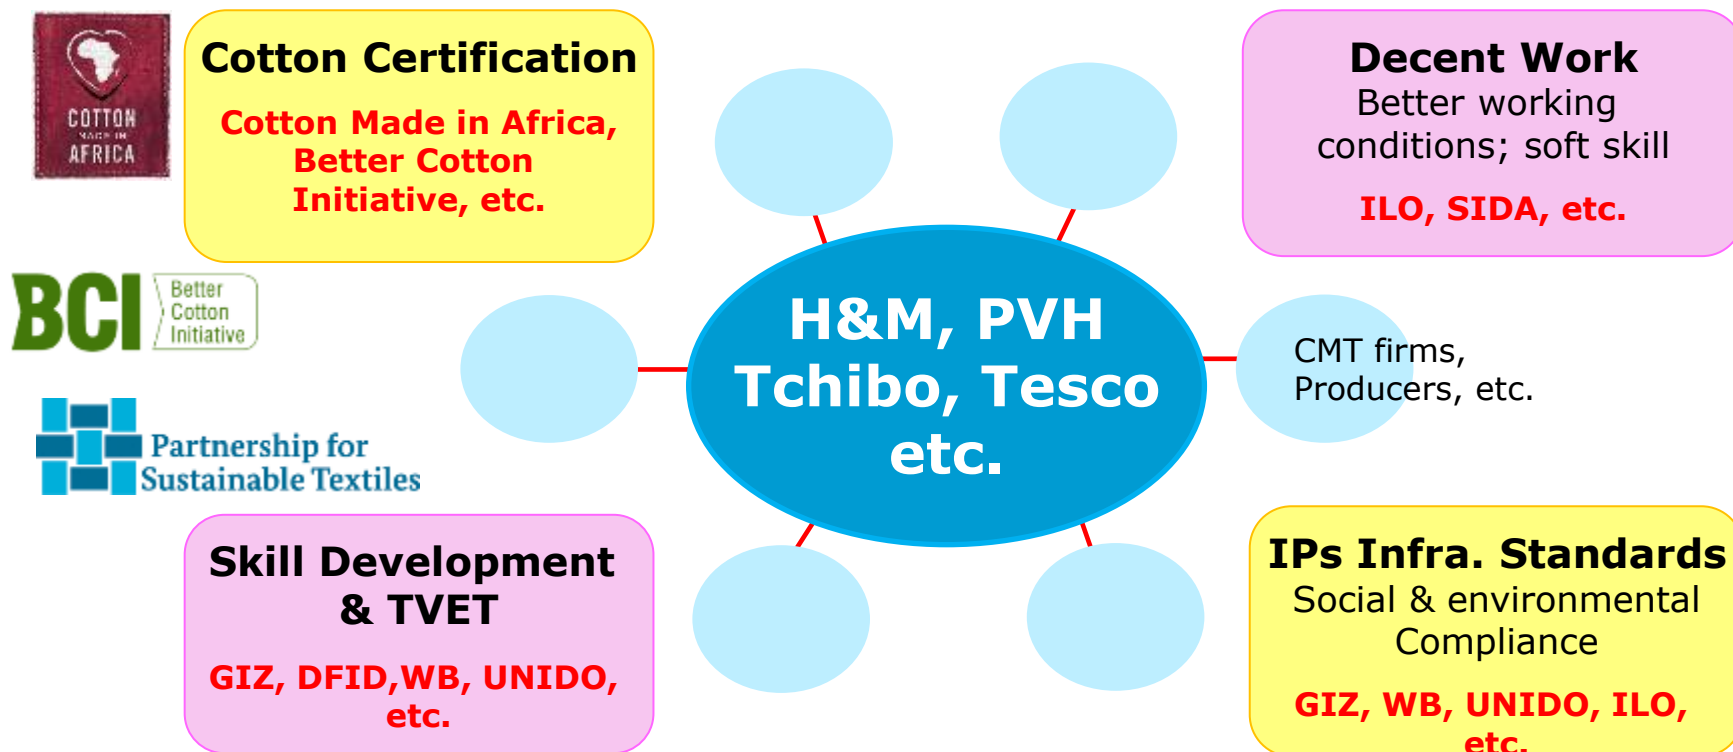 COTTON
MADE IN
AFRICA
Cotton Certification
Cotton Made in Africa,
Better Cotton
Initiative, etc.
Decent Work
Better working
conditions; soft skill
ILO, SIDA, etc.
BCI
Better
Cotton
Initiative
H&M, PVH
Tchibo, Tesco
etc.
CMT firms,
Producers, etc.
Partnership for
Sustainable Textiles
Skill Development
& TVET
GIZ, DFID,WB, UNIDO,
etc.
IPs Infra. Standards
Social & environmental
Compliance
GIZ, WB, UNIDO, ILO,
etc.